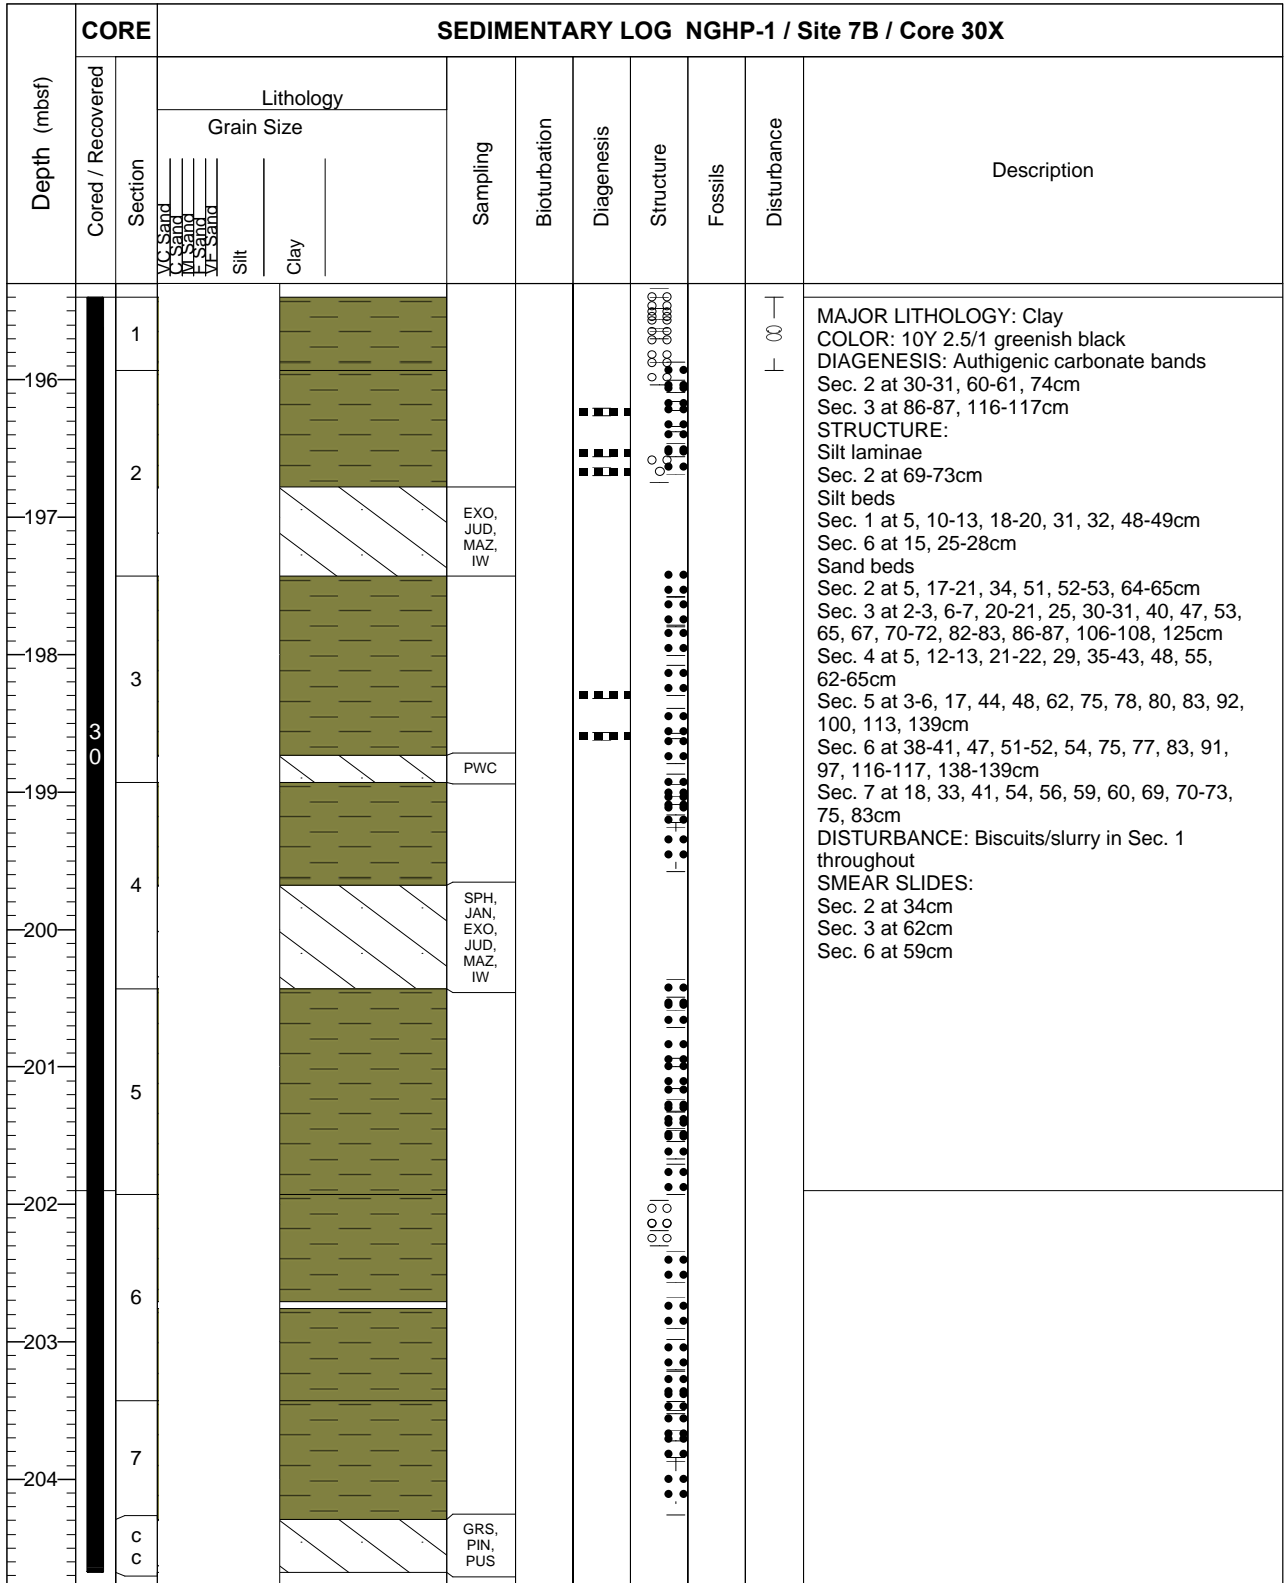 CORE
SEDIMENTARY LOG NGHP-1 / Site 7B / Core 30X
Depth (mbsf)
Cored / Recovered
Section
Lithology
Grain Size
VC Sand
C Sand
M Sand
F Sand
VF Sand
Silt
Clay
Sampling
Bioturbation
Diagenesis
Structure
Fossils
Disturbance
Description
1
196
2
197
EXO,
JUD,
MAZ,
IW
198
3
30
PWC
199
4
SPH,
JAN,
EXO,
JUD,
MAZ,
IW
200
201
5
202
6
203
7
204
cc
GRS,
PIN,
PUS
MAJOR LITHOLOGY: Clay
COLOR: 10Y 2.5/1 greenish black
DIAGENESIS: Authigenic carbonate bands
Sec. 2 at 30-31, 60-61, 74cm
Sec. 3 at 86-87, 116-117cm
STRUCTURE:
Silt laminae
Sec. 2 at 69-73cm
Silt beds
Sec. 1 at 5, 10-13, 18-20, 31, 32, 48-49cm
Sec. 6 at 15, 25-28cm
Sand beds
Sec. 2 at 5, 17-21, 34, 51, 52-53, 64-65cm
Sec. 3 at 2-3, 6-7, 20-21, 25, 30-31, 40, 47, 53,
65, 67, 70-72, 82-83, 86-87, 106-108, 125cm
Sec. 4 at 5, 12-13, 21-22, 29, 35-43, 48, 55,
62-65cm
Sec. 5 at 3-6, 17, 44, 48, 62, 75, 78, 80, 83, 92,
100, 113, 139cm
Sec. 6 at 38-41, 47, 51-52, 54, 75, 77, 83, 91,
97, 116-117, 138-139cm
Sec. 7 at 18, 33, 41, 54, 56, 59, 60, 69, 70-73,
75, 83cm
DISTURBANCE: Biscuits/slurry in Sec. 1
throughout
SMEAR SLIDES:
Sec. 2 at 34cm
Sec. 3 at 62cm
Sec. 6 at 59cm